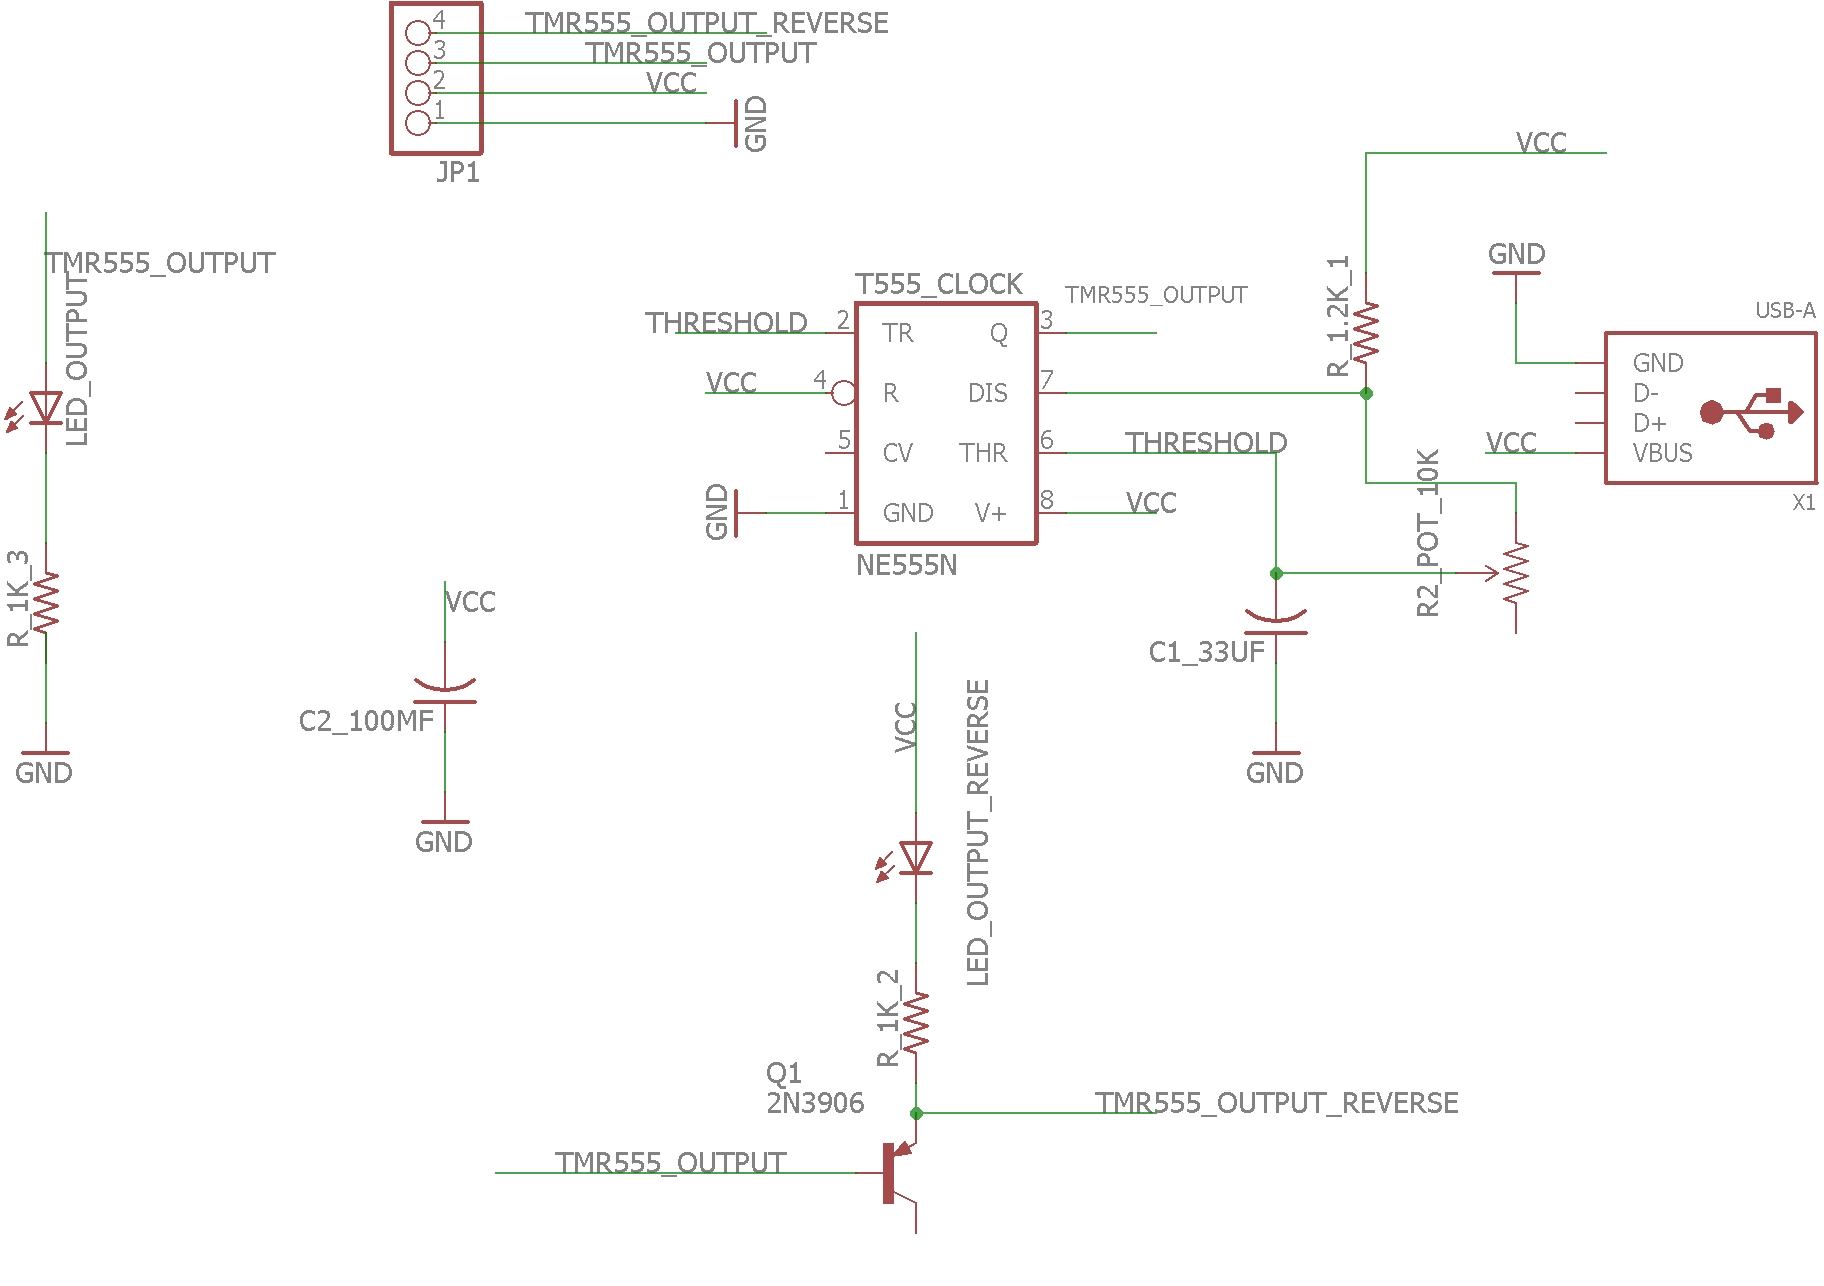 4 TMR555_OUTPUT_REVERSE
3 TMR555_OUTPUT
2 VCC
1 GND
JP1
VCC
TMR555_OUTPUT
LED_OUTPUT
R_1K_3
GND
T555_CLOCK
TMR555_OUTPUT
THRESHOLD 2 TR Q 3
VCC 4 R DIS 7
5 CV THR 6 THRESHOLD
GND 1 GND V+ 8 VCC
NE555N
R_1.2K_1
GND
USB-A
GND
D-
D+
VCC VBUS
X1
R2_POT_10K
C1_33UF
GND
VCC
C2_100MF
GND
VCC
LED_OUTPUT_REVERSE
R_1K_2
Q1
2N3906
TMR555_OUTPUT_REVERSE
TMR555_OUTPUT